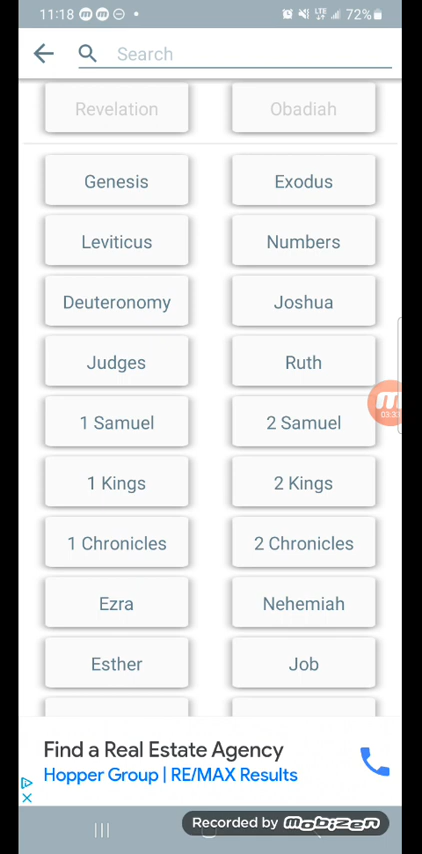 11:18 LTE 72%
Search
Revelation Obadiah
Genesis Exodus
Leviticus Numbers
Deuteronomy Joshua
Judges Ruth
1 Samuel 2 Samuel
1 Kings 2 Kings
1 Chronicles 2 Chronicles
Ezra Nehemiah
Esther Job
Find a Real Estate Agency
Hopper Group | RE/MAX Results
Recorded by mobizen